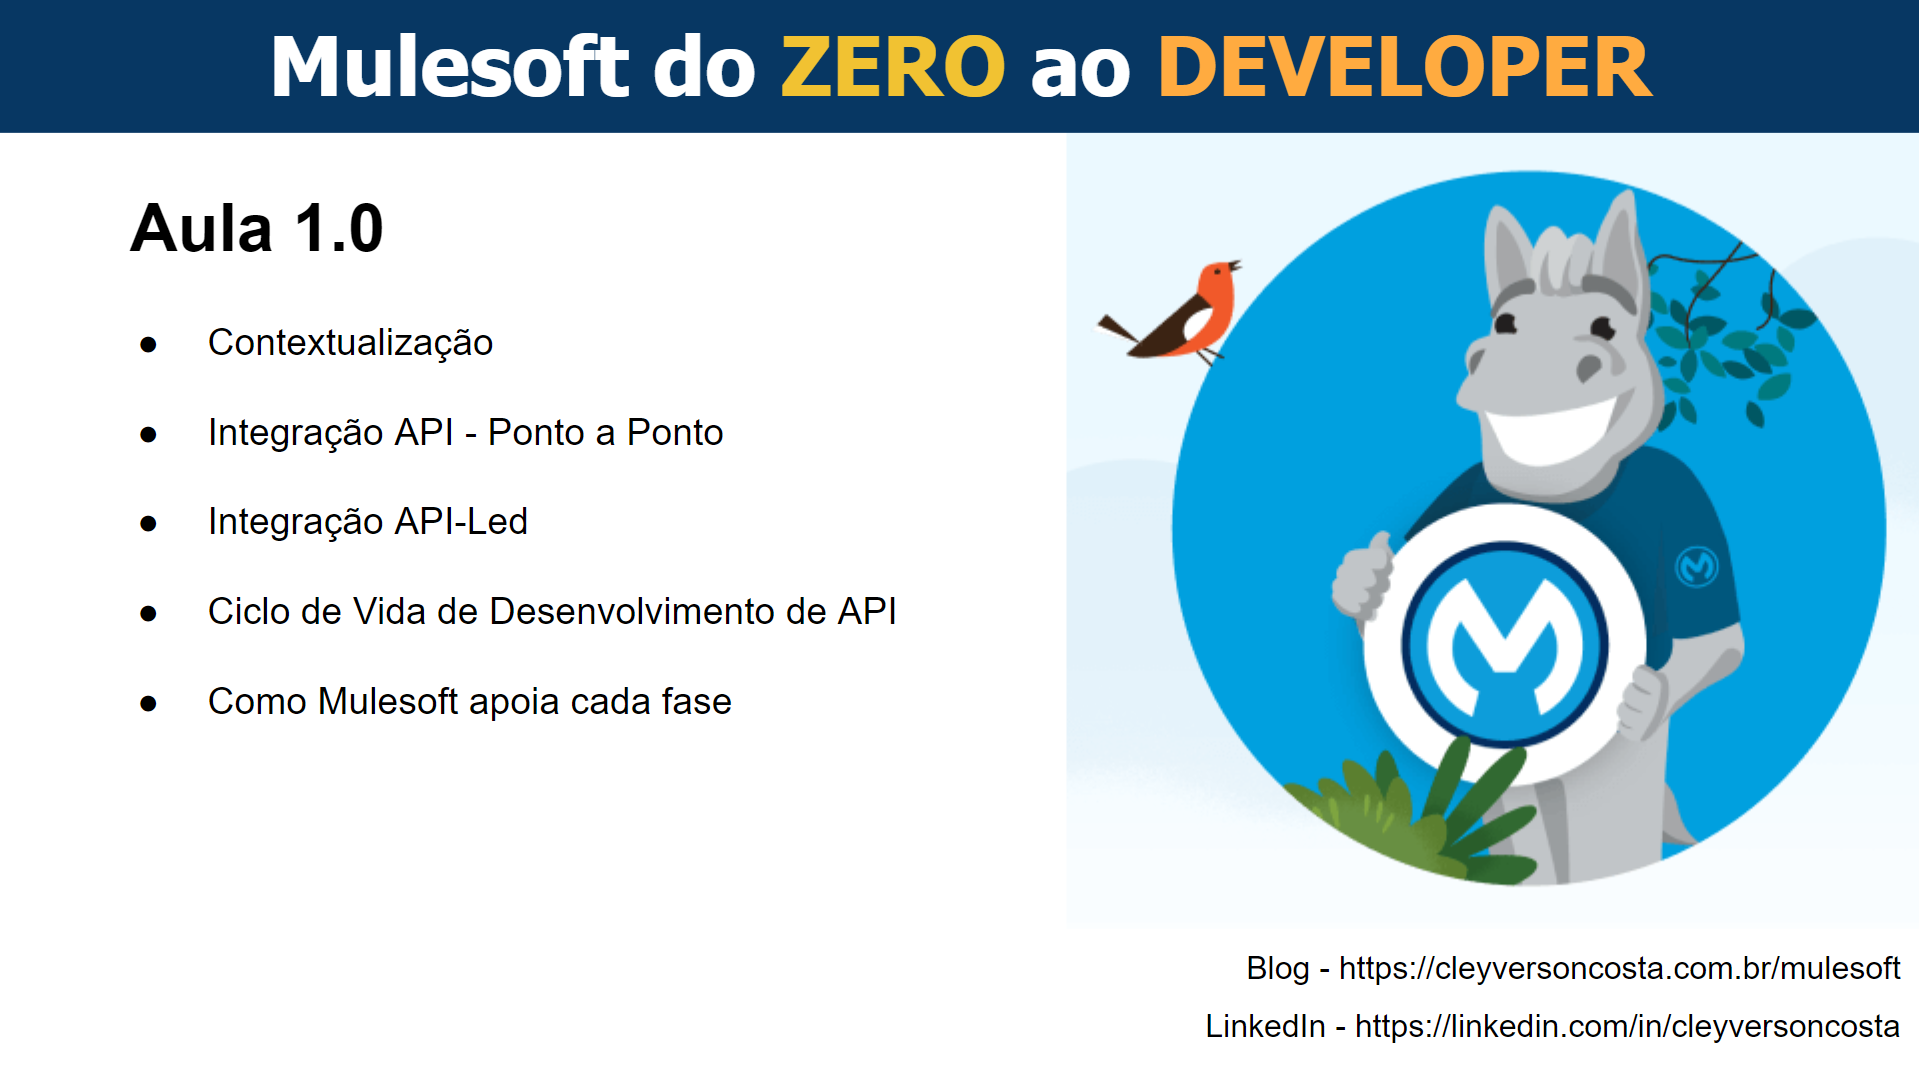 Mulesoft do ZERO ao DEVELOPER
Aula 1.0
● Contextualização
● Integração API - Ponto a Ponto
● Integração API-Led
● Ciclo de Vida de Desenvolvimento de API
● Como Mulesoft apoia cada fase
Blog - https://cleyversoncosta.com.br/mulesoft
LinkedIn - https://linkedin.com/in/cleyversoncosta